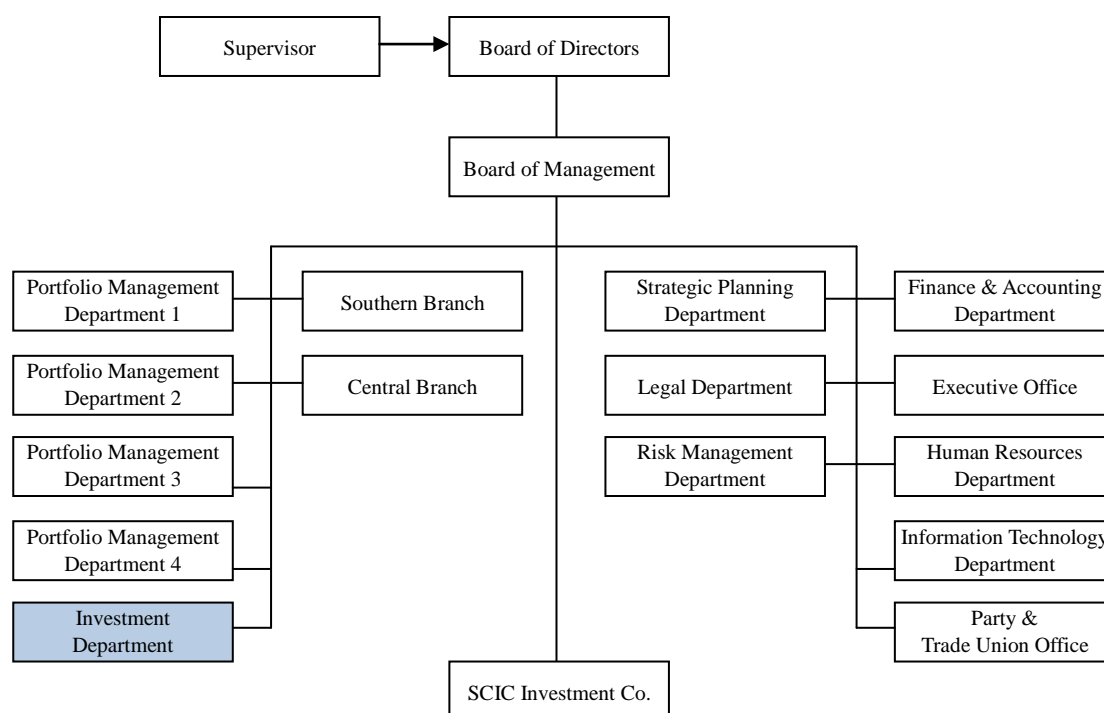 Supervisor
Board of Directors
Board of Management
Portfolio Management
Department 1
Southern Branch
Strategic Planning
Department
Finance & Accounting
Department
Portfolio Management
Department 2
Central Branch
Legal Department
Executive Office
Portfolio Management
Department 3
Risk Management
Department
Human Resources
Department
Portfolio Management
Department 4
Information Technology
Department
Investment
Department
Party &
Trade Union Office
SCIC Investment Co.